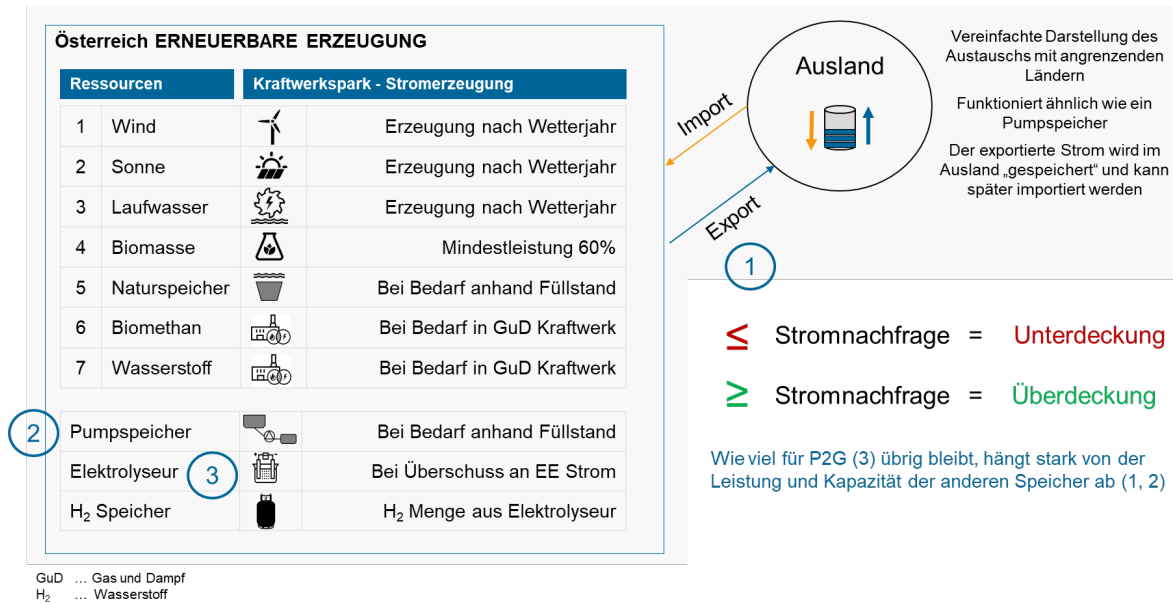 Österreich ERNEUERBARE ERZEUGUNG
Ressourcen Kraftwerkspark - Stromerzeugung
1 Wind Erzeugung nach Wetterjahr
2 Sonne Erzeugung nach Wetterjahr
3 Laufwasser Erzeugung nach Wetterjahr
4 Biomasse Mindestleistung 60%
5 Naturspeicher Bei Bedarf anhand Füllstand
6 Biomethan Bei Bedarf in GuD Kraftwerk
7 Wasserstoff Bei Bedarf in GuD Kraftwerk
2 Pumpspeicher Bei Bedarf anhand Füllstand
Elektrolyseur 3 Bei Überschuss an EE Strom
H₂ Speicher H₂ Menge aus Elektrolyseur
GuD … Gas und Dampf
H₂ … Wasserstoff
Import
Export
1
Ausland
Vereinfachte Darstellung des
Austauschs mit angrenzenden
Ländern
Funktioniert ähnlich wie ein
Pumpspeicher
Der exportierte Strom wird im
Ausland „gespeichert“ und kann
später importiert werden
≤ Stromnachfrage = Unterdeckung
≥ Stromnachfrage = Überdeckung
Wie viel für P2G (3) übrig bleibt, hängt stark von der
Leistung und Kapazität der anderen Speicher ab (1, 2)